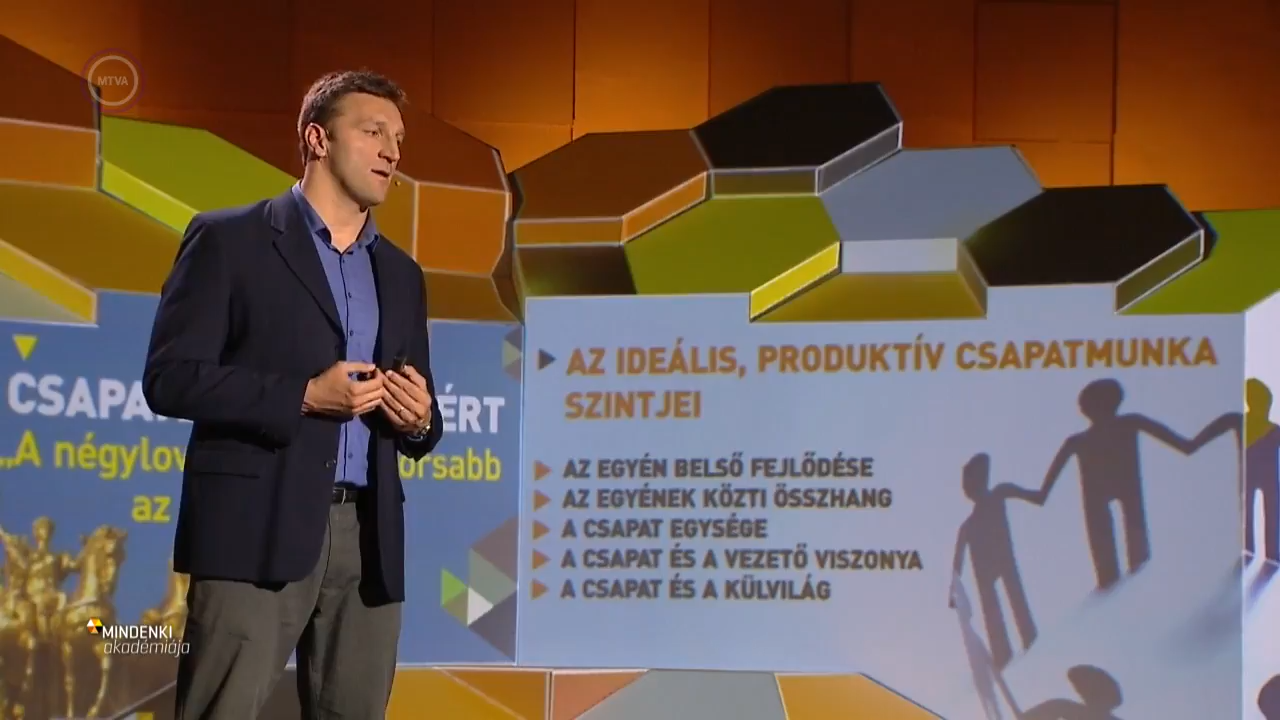 MTVA
CSAPA ÉRT
„A négylov orsabb
az
AZ IDEÁLIS, PRODUKTÍV CSAPATMUNKA
SZINTJEI
AZ EGYÉN BELSŐ FEJLŐDÉSE
AZ EGYÉNEK KÖZTI ÖSSZHANG
A CSAPAT EGYSÉGE
A CSAPAT ÉS A VEZETŐ VISZONYA
A CSAPAT ÉS A KÜLVILÁG
MINDENKI
akadémiája